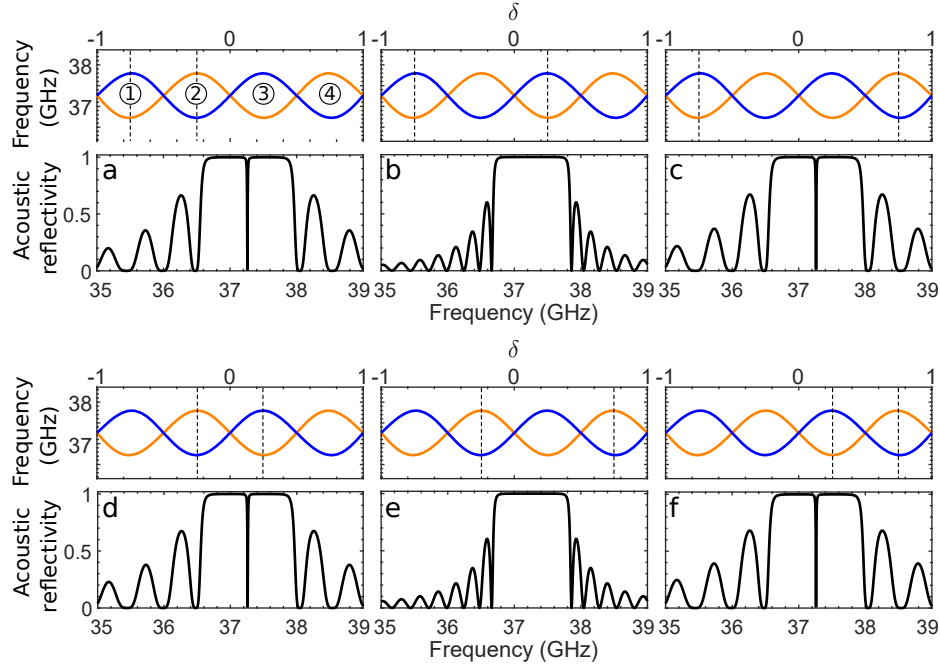 δ
-1 0 1 -1 0 1 -1 0 1
Frequency
(GHz)
38
37
① ② ③ ④
Acoustic
reflectivity
1
0.5
0
a b c
35 36 37 38 39 35 36 37 38 39 35 36 37 38 39
Frequency (GHz)
δ
-1 0 1 -1 0 1 -1 0 1
Frequency
(GHz)
38
37
Acoustic
reflectivity
1
0.5
0
d e f
35 36 37 38 39 35 36 37 38 39 35 36 37 38 39
Frequency (GHz)